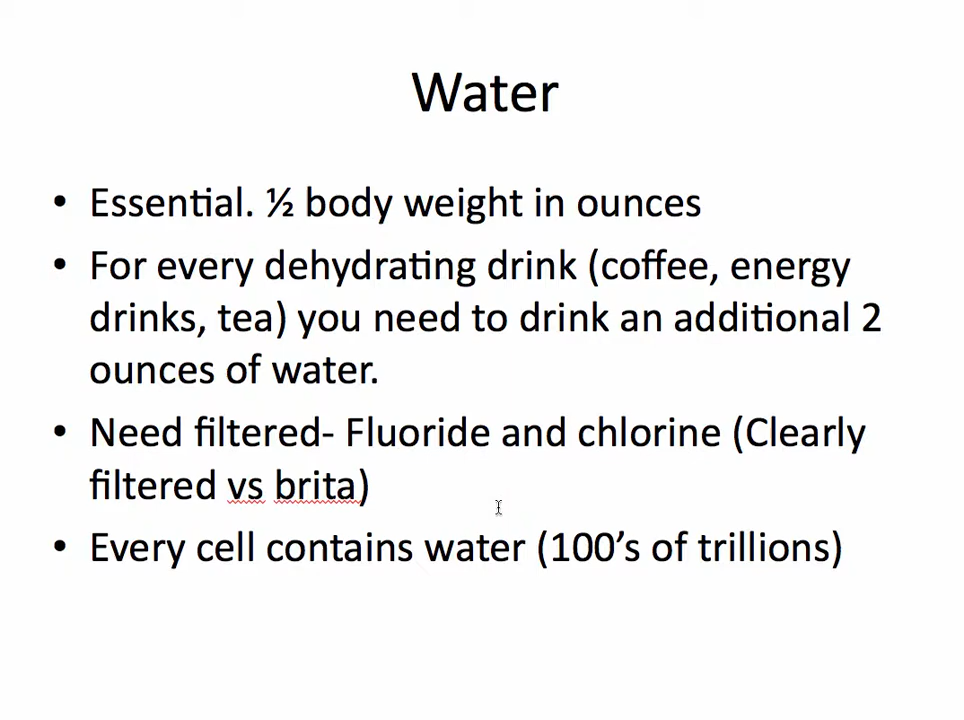 Water
• Essential. ½ body weight in ounces
• For every dehydrating drink (coffee, energy
drinks, tea) you need to drink an additional 2
ounces of water.
• Need filtered- Fluoride and chlorine (Clearly
filtered vs brita)
• Every cell contains water (100’s of trillions)